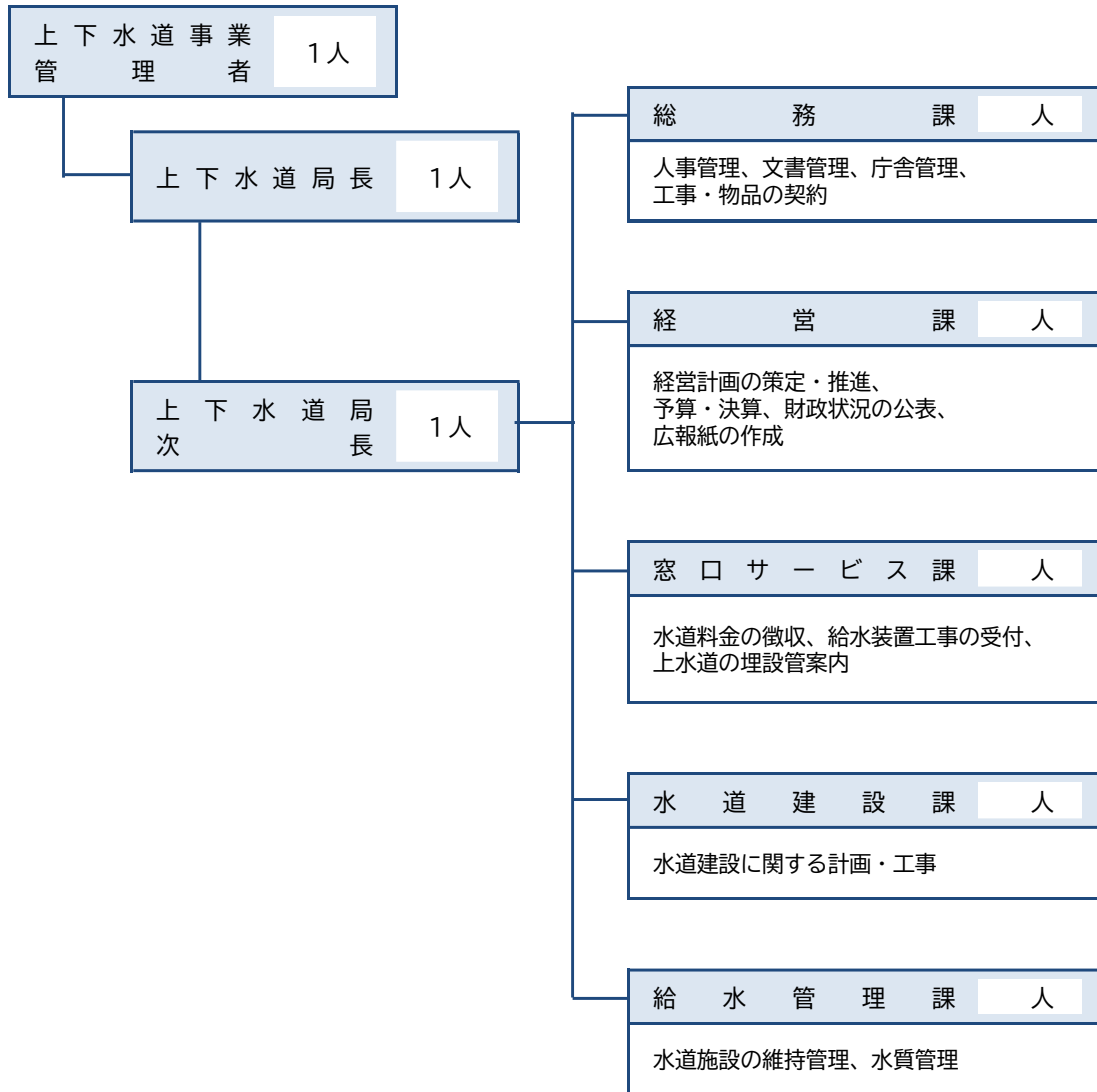 上下水道事業
管理者
1人
上下水道局長
1人
上下水道局
次長
1人
総務課
人
人事管理、文書管理、庁舎管理、
工事・物品の契約
経営課
人
経営計画の策定・推進、
予算・決算、財政状況の公表、
広報紙の作成
窓口サービス課
人
水道料金の徴収、給水装置工事の受付、
上水道の埋設管案内
水道建設課
人
水道建設に関する計画・工事
給水管理課
人
水道施設の維持管理、水質管理